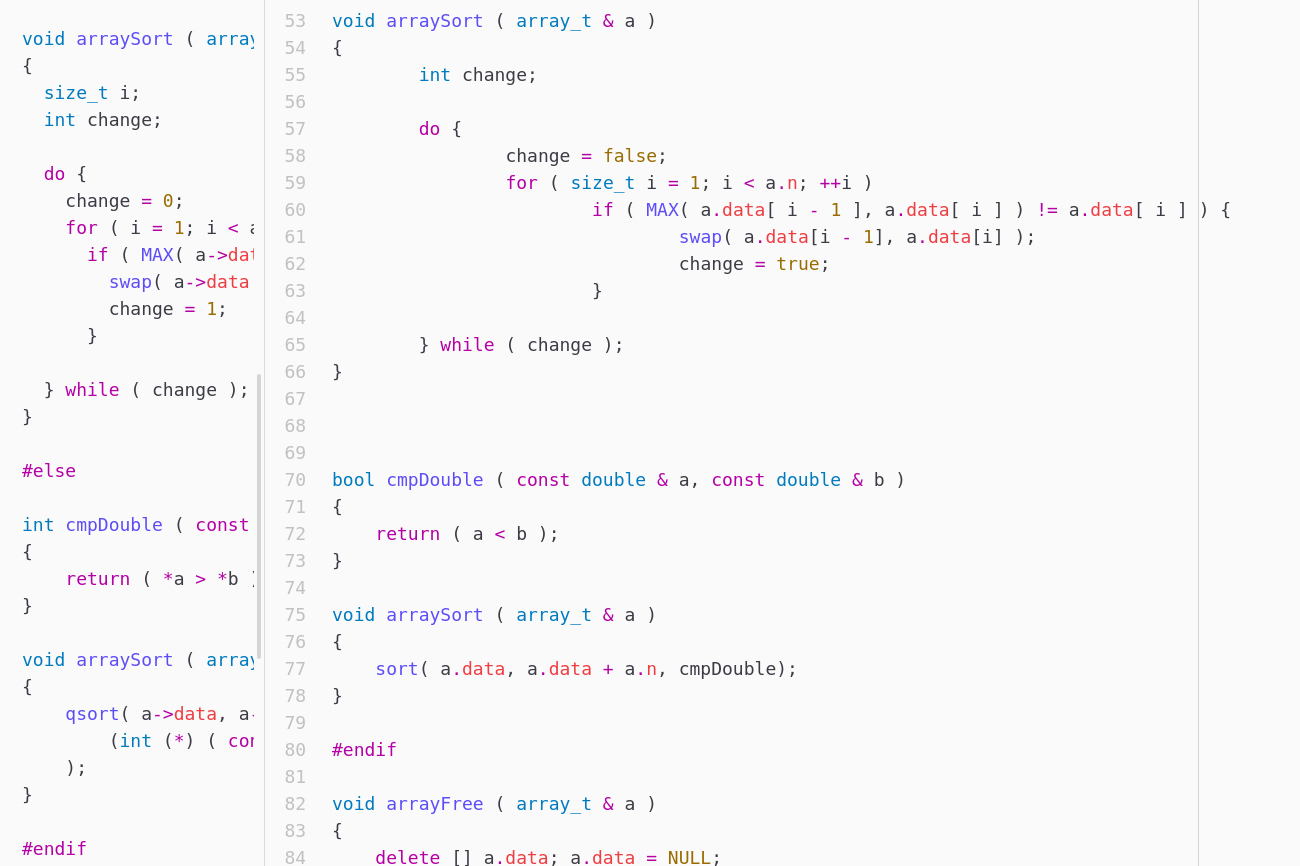 void arraySort ( array
{
  size_t i;
  int change;

  do {
    change = 0;
    for ( i = 1; i < a
      if ( MAX( a->dat
        swap( a->data
        change = 1;
      }

  } while ( change );
}

#else

int cmpDouble ( const
{
    return ( *a > *b )
}

void arraySort ( array
{
    qsort( a->data, a-
        (int (*) ( con
    );
}

#endif
53 void arraySort ( array_t & a )
54 {
55         int change;
56
57         do {
58                 change = false;
59                 for ( size_t i = 1; i < a.n; ++i )
60                         if ( MAX( a.data[ i - 1 ], a.data[ i ] ) != a.data[ i ] ) {
61                                 swap( a.data[i - 1], a.data[i] );
62                                 change = true;
63                         }
64
65         } while ( change );
66 }
67
68
69
70 bool cmpDouble ( const double & a, const double & b )
71 {
72     return ( a < b );
73 }
74
75 void arraySort ( array_t & a )
76 {
77     sort( a.data, a.data + a.n, cmpDouble);
78 }
79
80 #endif
81
82 void arrayFree ( array_t & a )
83 {
84     delete [] a.data; a.data = NULL;